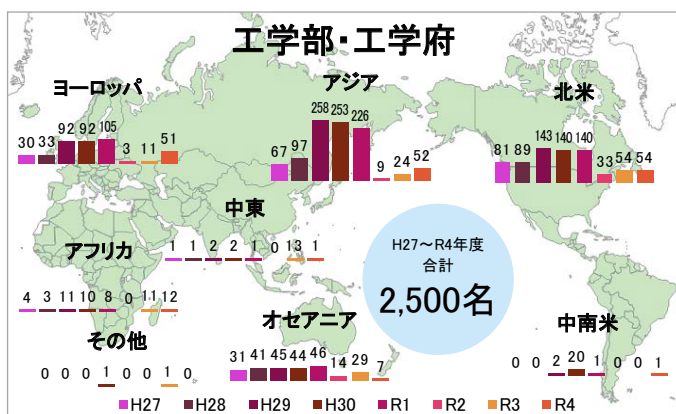 工学部・工学府
ヨーロッパ
30 33 92 92 105 3 11 51
アジア
67 97 258 253 226 9 24 52
北米
81 89 143 140 140 33 54 54
中東
1 1 2 2 1 0 13 1
アフリカ
4 3 11 10 8 0 11 12
H27～R4年度
合計
2,500名
その他
0 0 0 1 0 0 1 0
オセアニア
31 41 45 44 46 14 29 7
中南米
0 0 2 20 1 0 0 1
H27 H28 H29 H30 R1 R2 R3 R4